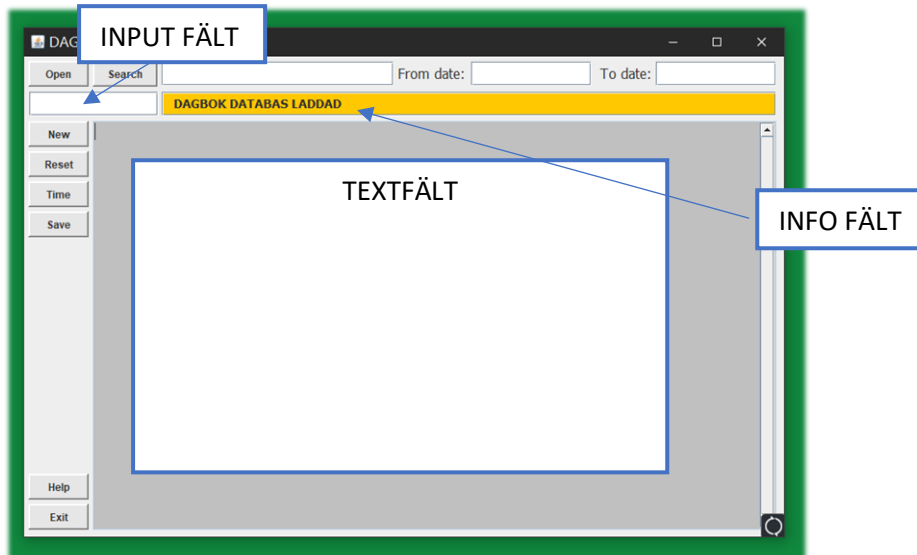 INPUT FÄLT
DAG
Open Search From date: To date:
DAGBOK DATABAS LADDAD
New
Reset
Time
Save
TEXTFÄLT
INFO FÄLT
Help
Exit